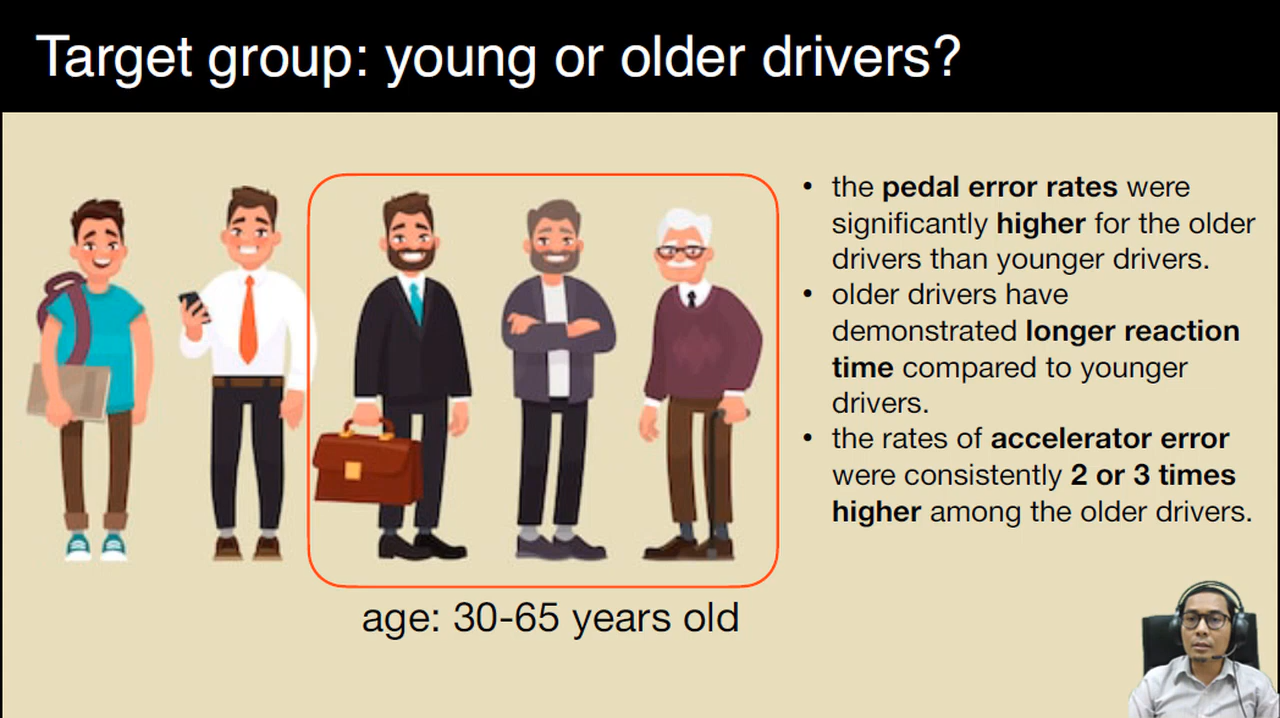 Target group: young or older drivers?
• the pedal error rates were
significantly higher for the older
drivers than younger drivers.
• older drivers have
demonstrated longer reaction
time compared to younger
drivers.
• the rates of accelerator error
were consistently 2 or 3 times
higher among the older drivers.
age: 30-65 years old